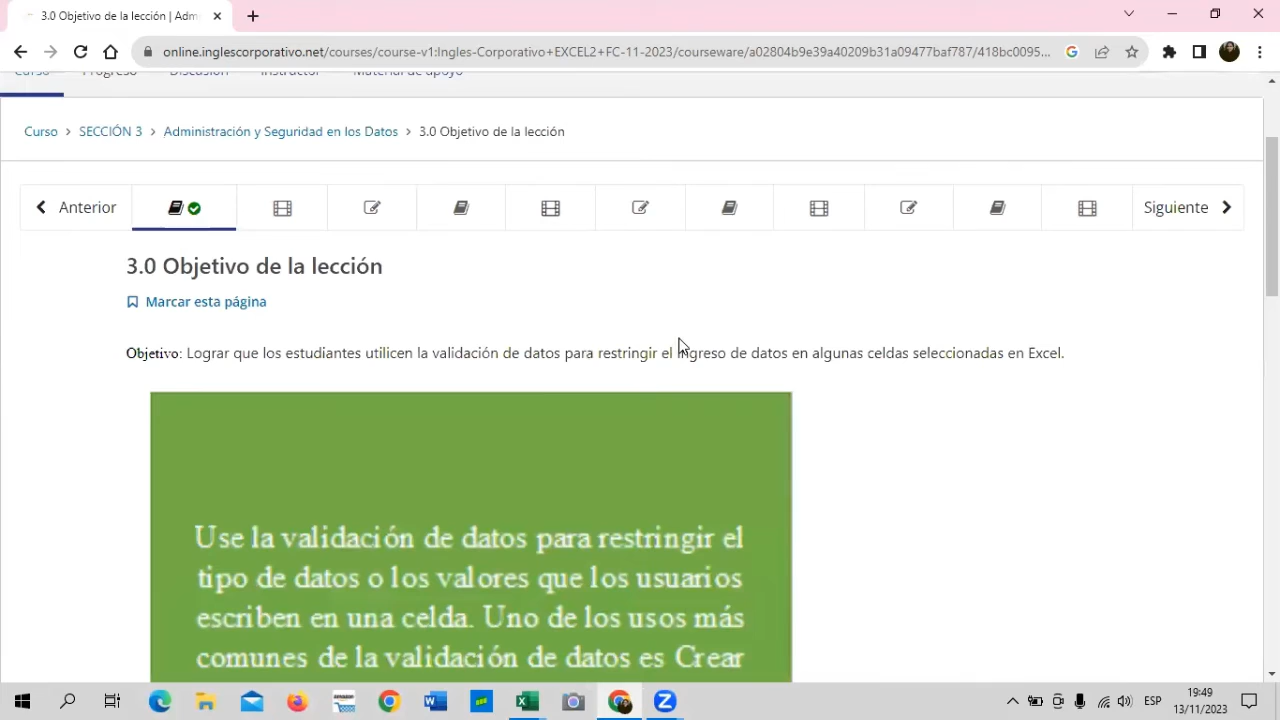 3.0 Objetivo de la lección | Adm
online.inglescorporativo.net/courses/course-v1:Ingles-Corporativo+EXCEL2+FC-11-2023/courseware/a02804b9e39a40209b31a09477baf787/418bc0095...
Curso Progreso Discusión Instructor Material de apoyo
Curso > SECCIÓN 3 > Administración y Seguridad en los Datos > 3.0 Objetivo de la lección
Anterior Siguiente
3.0 Objetivo de la lección
Marcar esta página
Objetivo: Lograr que los estudiantes utilicen la validación de datos para restringir el ingreso de datos en algunas celdas seleccionadas en Excel.
Use la validación de datos para restringir el
tipo de datos o los valores que los usuarios
escriben en una celda. Uno de los usos más
comunes de la validación de datos es Crear
amazon
ESP
19:49
13/11/2023